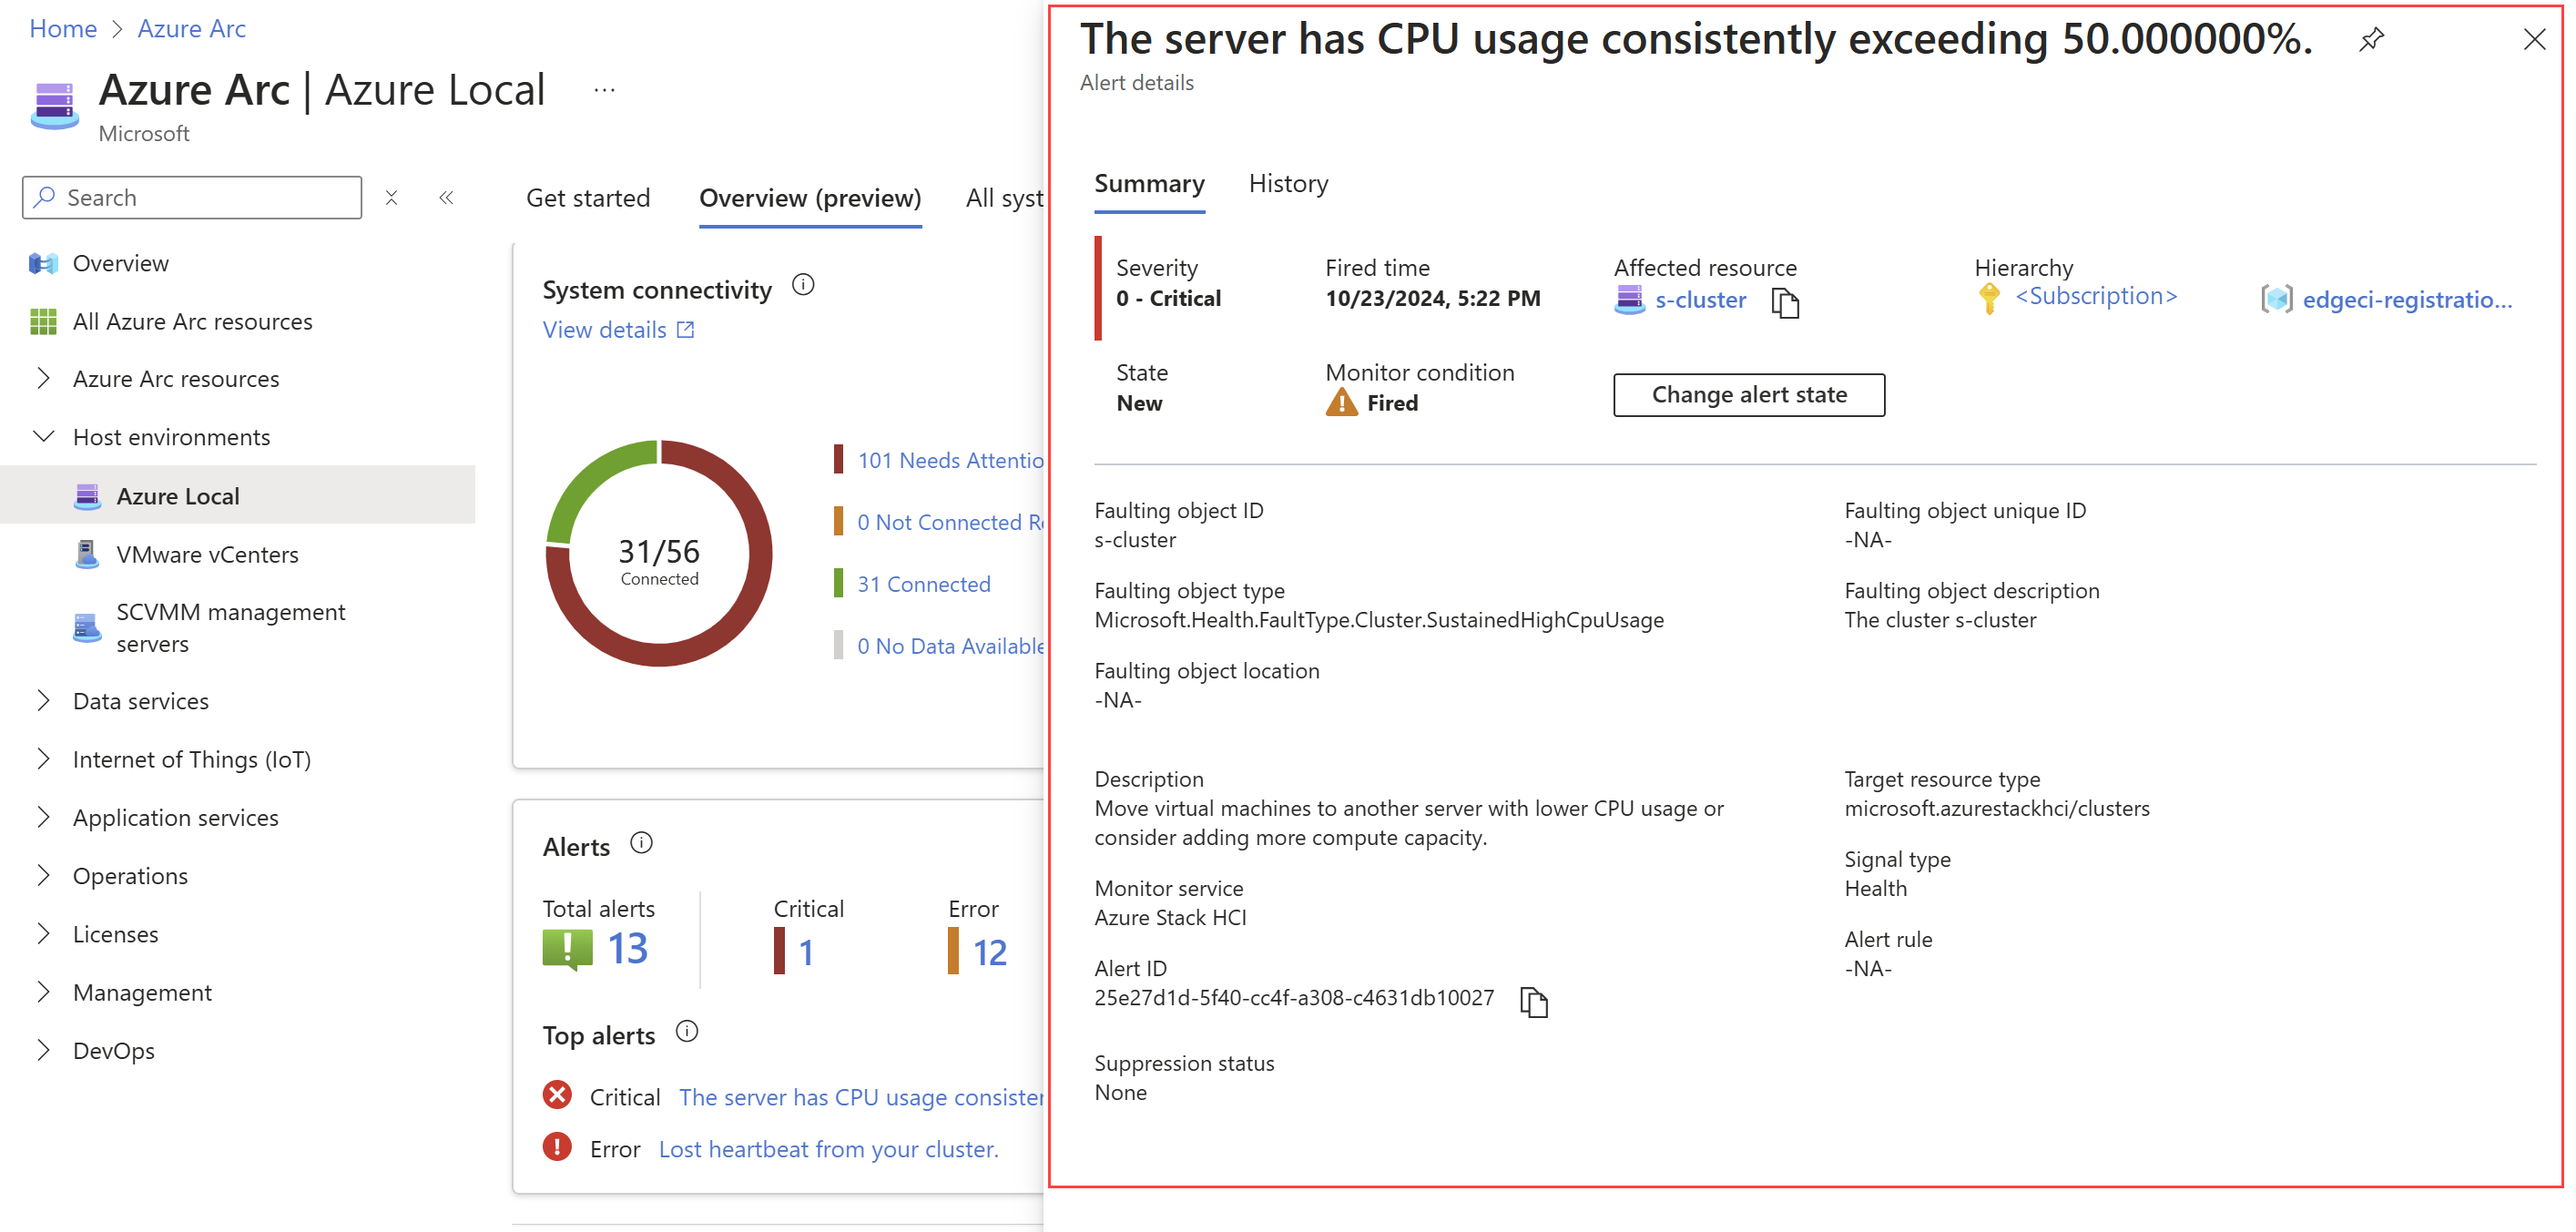 Home > Azure Arc
Azure Arc | Azure Local
...
Microsoft
Search
Overview
All Azure Arc resources
Azure Arc resources
Host environments
Azure Local
VMware vCenters
SCVMM management
servers
Data services
Internet of Things (IoT)
Application services
Operations
Licenses
Management
DevOps
Get started Overview (preview) All syst
System connectivity
View details
31/56
Connected
101 Needs Attentio
0 Not Connected Re
31 Connected
0 No Data Available
Alerts
Total alerts Critical Error
13 1 12
Top alerts
Critical The server has CPU usage consister
Error Lost heartbeat from your cluster.
The server has CPU usage consistently exceeding 50.000000%.
Alert details
Summary History
Severity Fired time Affected resource Hierarchy
0 - Critical 10/23/2024, 5:22 PM s-cluster <Subscription> edgeci-registratio...
State Monitor condition
New Fired
Change alert state
Faulting object ID
s-cluster
Faulting object unique ID
-NA-
Faulting object type
Microsoft.Health.FaultType.Cluster.SustainedHighCpuUsage
Faulting object description
The cluster s-cluster
Faulting object location
-NA-
Description
Move virtual machines to another server with lower CPU usage or
consider adding more compute capacity.
Target resource type
microsoft.azurestackhci/clusters
Monitor service
Azure Stack HCI
Signal type
Health
Alert ID
25e27d1d-5f40-cc4f-a308-c4631db10027
Alert rule
-NA-
Suppression status
None